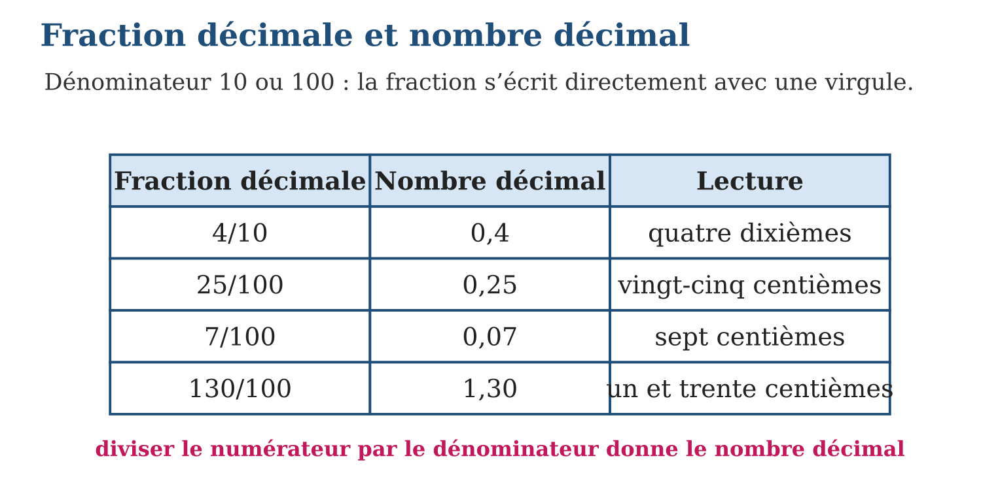 Fraction décimale et nombre décimal
Dénominateur 10 ou 100 : la fraction s’écrit directement avec une virgule.
Fraction décimale Nombre décimal Lecture
4/10 0,4 quatre dixièmes
25/100 0,25 vingt-cinq centièmes
7/100 0,07 sept centièmes
130/100 1,30 un et trente centièmes
diviser le numérateur par le dénominateur donne le nombre décimal